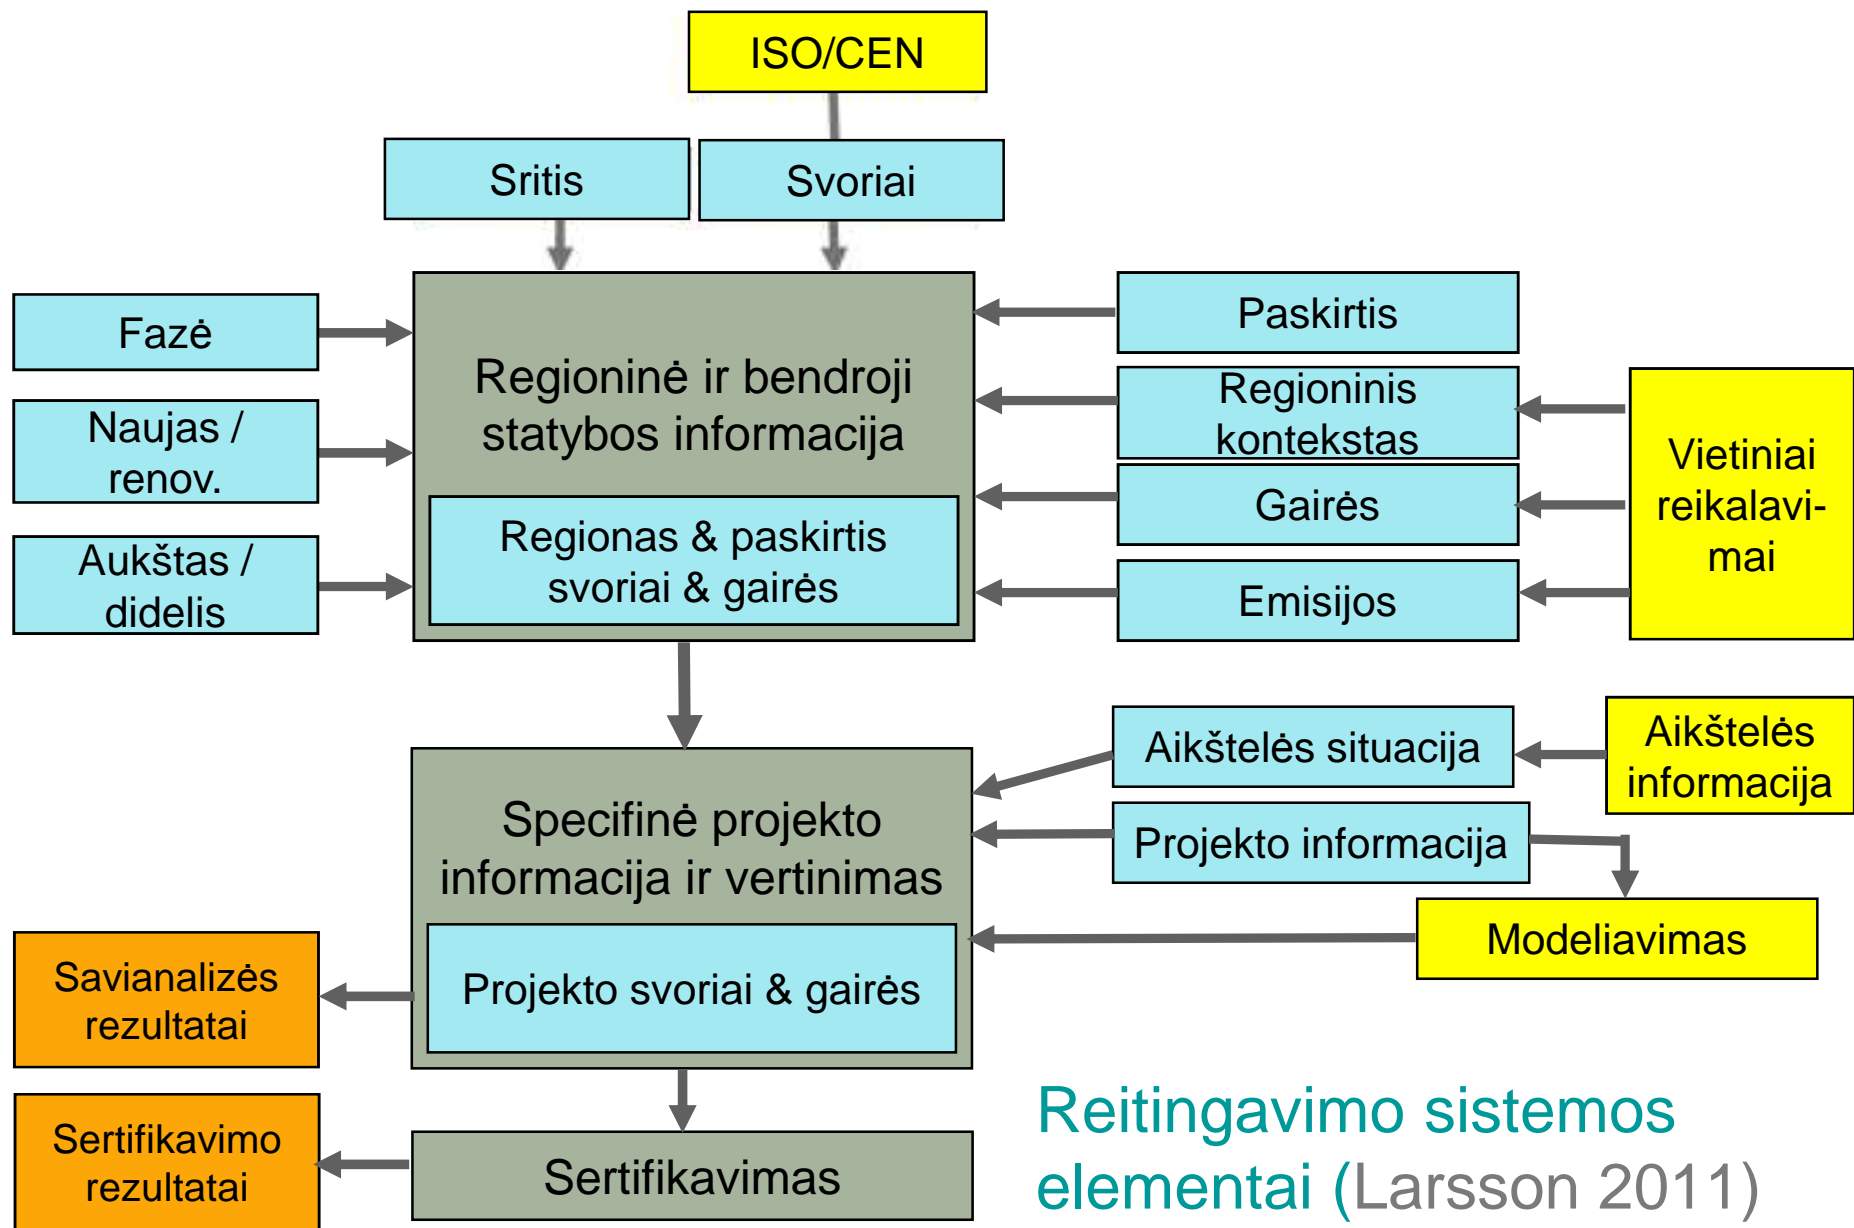 ISO/CEN
Sritis
Svoriai
Fazė
Naujas /
renov.
Aukštas /
didelis
Regioninė ir bendroji
statybos informacija
Regionas & paskirtis
svoriai & gairės
Paskirtis
Regioninis
kontekstas
Gairės
Emisijos
Vietiniai
reikalavi-
mai
Specifinė projekto
informacija ir vertinimas
Projekto svoriai & gairės
Aikštelės situacija
Aikštelės
informacija
Projekto informacija
Modeliavimas
Savianalizės
rezultatai
Sertifikavimo
rezultatai
Sertifikavimas
Reitingavimo sistemos
elementai (Larsson 2011)